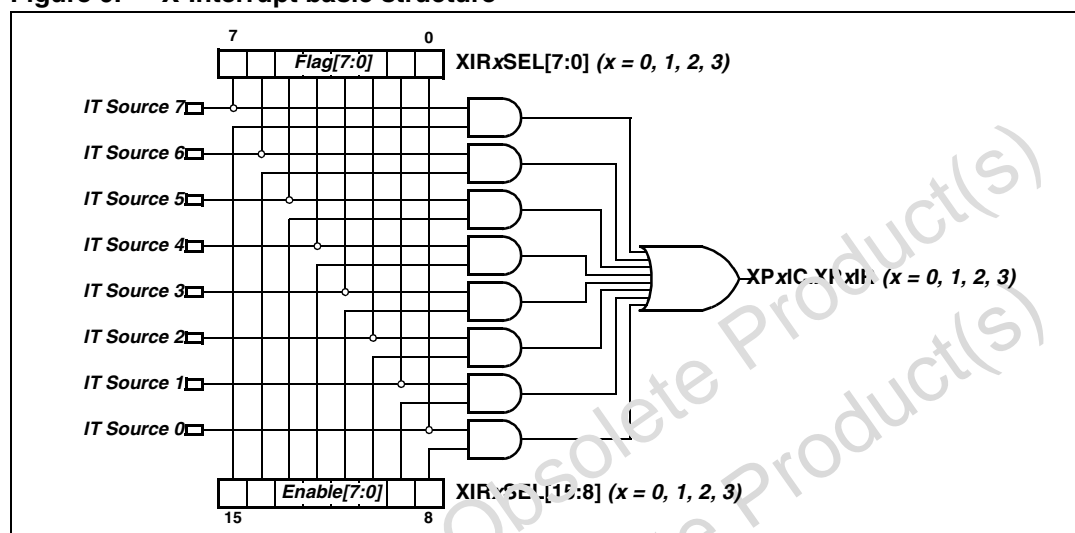 Figure 9. X-Interrupt basic structure
7 0
Flag[7:0] XIRxSEL[7:0] (x = 0, 1, 2, 3)
IT Source 7
IT Source 6
IT Source 5
IT Source 4
IT Source 3
IT Source 2
IT Source 1
IT Source 0
XPxIC.XPxIR (x = 0, 1, 2, 3)
Enable[7:0] XIRxSEL[15:8] (x = 0, 1, 2, 3)
15 8
Obsolete Product(s)
Product(s)